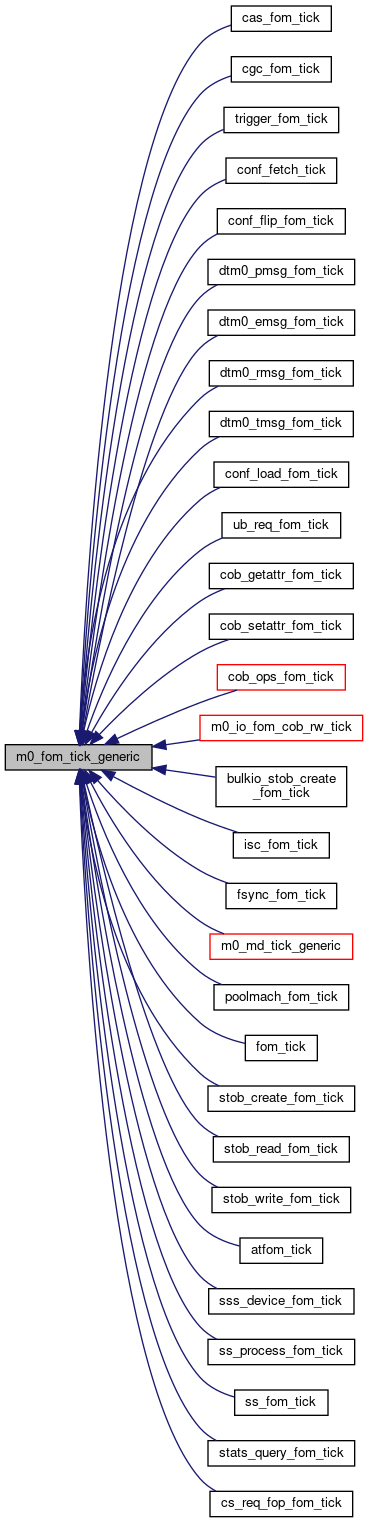 cas_fom_tick
cgc_fom_tick
trigger_fom_tick
conf_fetch_tick
conf_flip_fom_tick
dtm0_pmsg_fom_tick
dtm0_emsg_fom_tick
dtm0_rmsg_fom_tick
dtm0_tmsg_fom_tick
conf_load_fom_tick
ub_req_fom_tick
cob_getattr_fom_tick
cob_setattr_fom_tick
cob_ops_fom_tick
m0_io_fom_cob_rw_tick
m0_fom_tick_generic
bulkio_stob_create
_fom_tick
isc_fom_tick
fsync_fom_tick
m0_md_tick_generic
poolmach_fom_tick
fom_tick
stob_create_fom_tick
stob_read_fom_tick
stob_write_fom_tick
atfom_tick
sss_device_fom_tick
ss_process_fom_tick
ss_fom_tick
stats_query_fom_tick
cs_req_fop_fom_tick